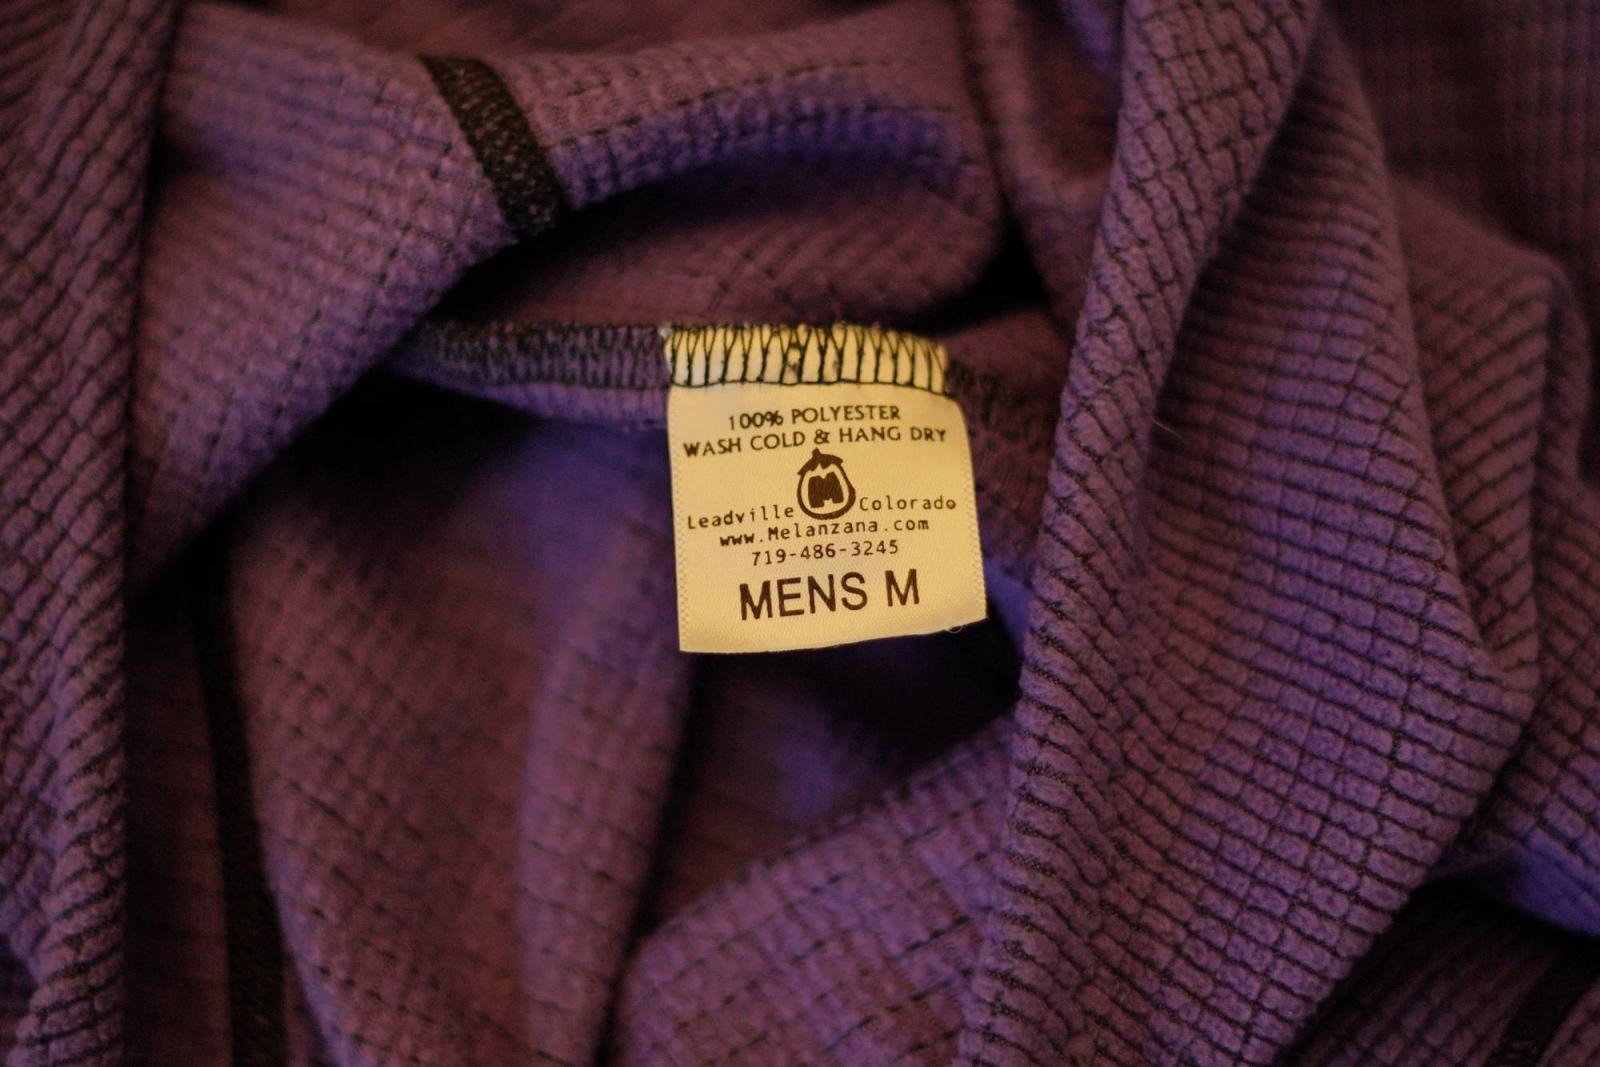 100% POLYESTER
WASH COLD & HANG DRY
M
Leadville Colorado
www.Melanzana.com
719-486-3245
MENS M